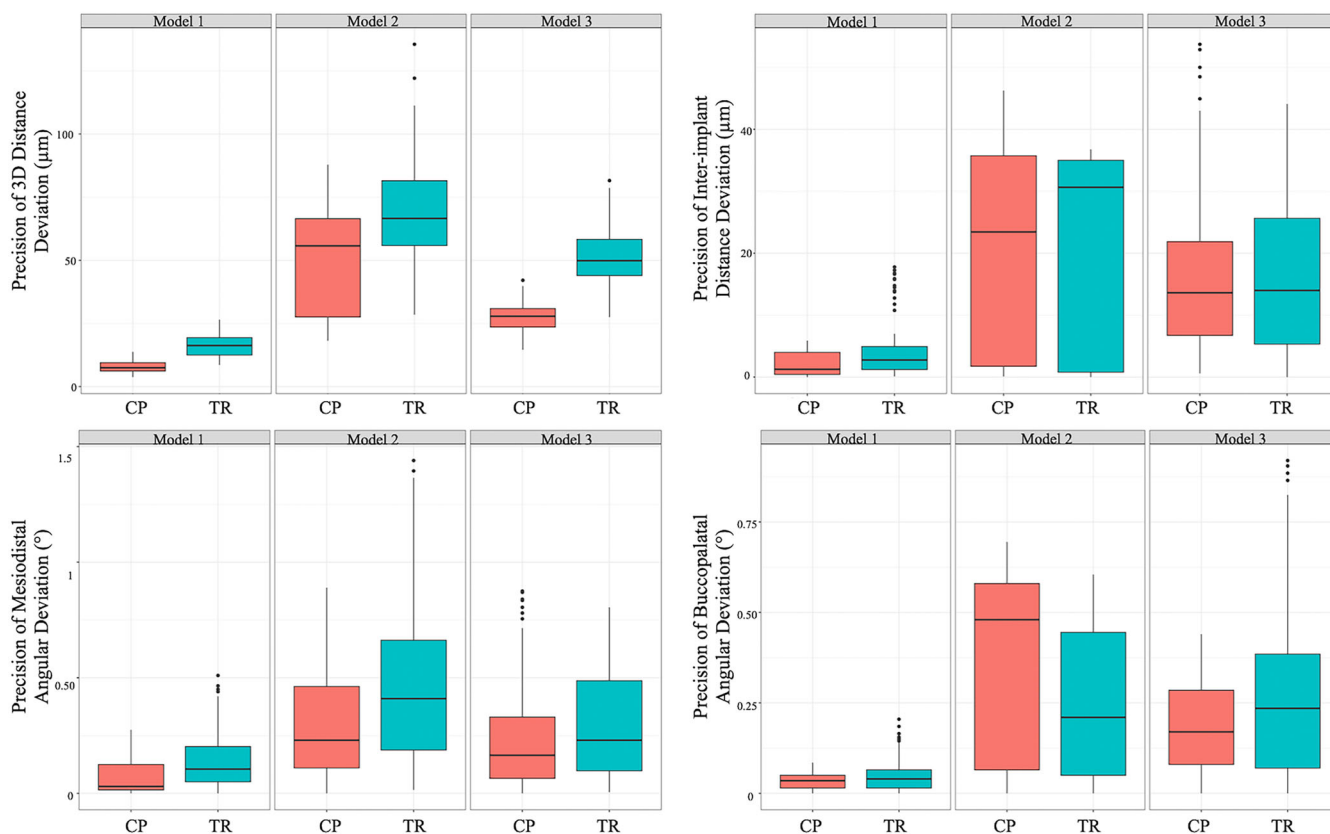 Model 1
Model 2
Model 3
Precision of 3D Distance
Deviation (µm)
100
50
0
CP
TR
CP
TR
CP
TR
Model 1
Model 2
Model 3
Precision of Inter-implant
Distance Deviation (µm)
40
20
0
CP
TR
CP
TR
CP
TR
Model 1
Model 2
Model 3
Precision of Mesiodistal
Angular Deviation (°)
1.5
1
0.50
0
CP
TR
CP
TR
CP
TR
Model 1
Model 2
Model 3
Precision of Buccopalatal
Angular Deviation (°)
0.75
0.50
0.25
0
CP
TR
CP
TR
CP
TR